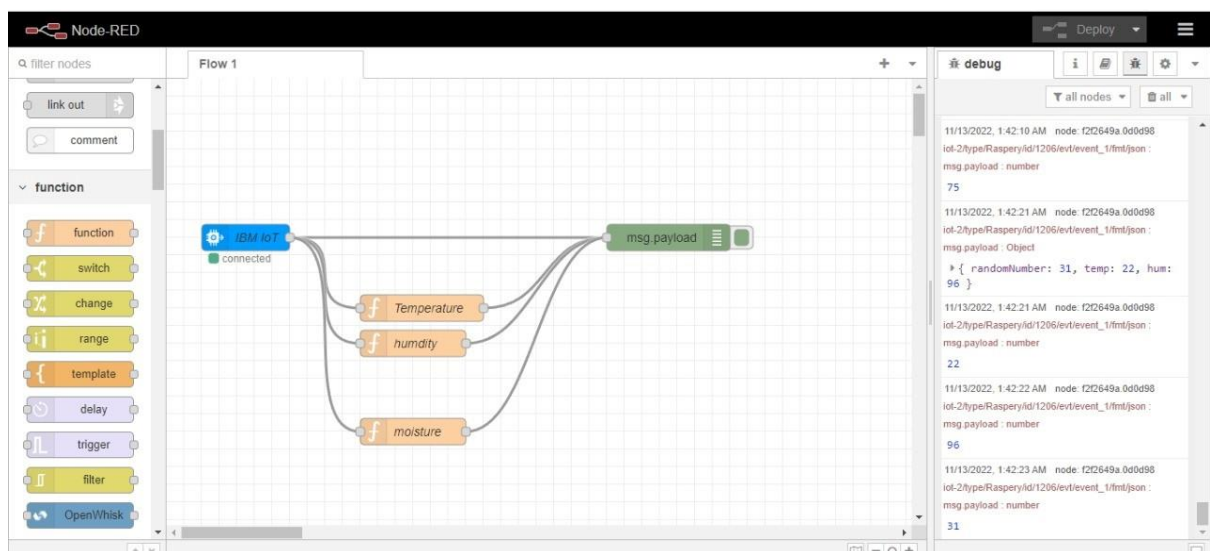 Node-RED
Deploy
filter nodes
Flow 1
debug
i
all nodes
all
link out
comment
function
function
switch
change
range
template
delay
trigger
filter
OpenWhisk
IBM IoT
connected
Temperature
humdity
moisture
msg.payload
11/13/2022, 1:42:10 AM node: f2f2649a.0d0d98
iot-2/type/Raspery/id/1206/evt/event_1/fmt/json :
msg.payload : number
75
11/13/2022, 1:42:21 AM node: f2f2649a.0d0d98
iot-2/type/Raspery/id/1206/evt/event_1/fmt/json :
msg.payload : Object
{ randomNumber: 31, temp: 22, hum:
96 }
11/13/2022, 1:42:21 AM node: f2f2649a.0d0d98
iot-2/type/Raspery/id/1206/evt/event_1/fmt/json :
msg.payload : number
22
11/13/2022, 1:42:22 AM node: f2f2649a.0d0d98
iot-2/type/Raspery/id/1206/evt/event_1/fmt/json :
msg.payload : number
96
11/13/2022, 1:42:23 AM node: f2f2649a.0d0d98
iot-2/type/Raspery/id/1206/evt/event_1/fmt/json :
msg.payload : number
31